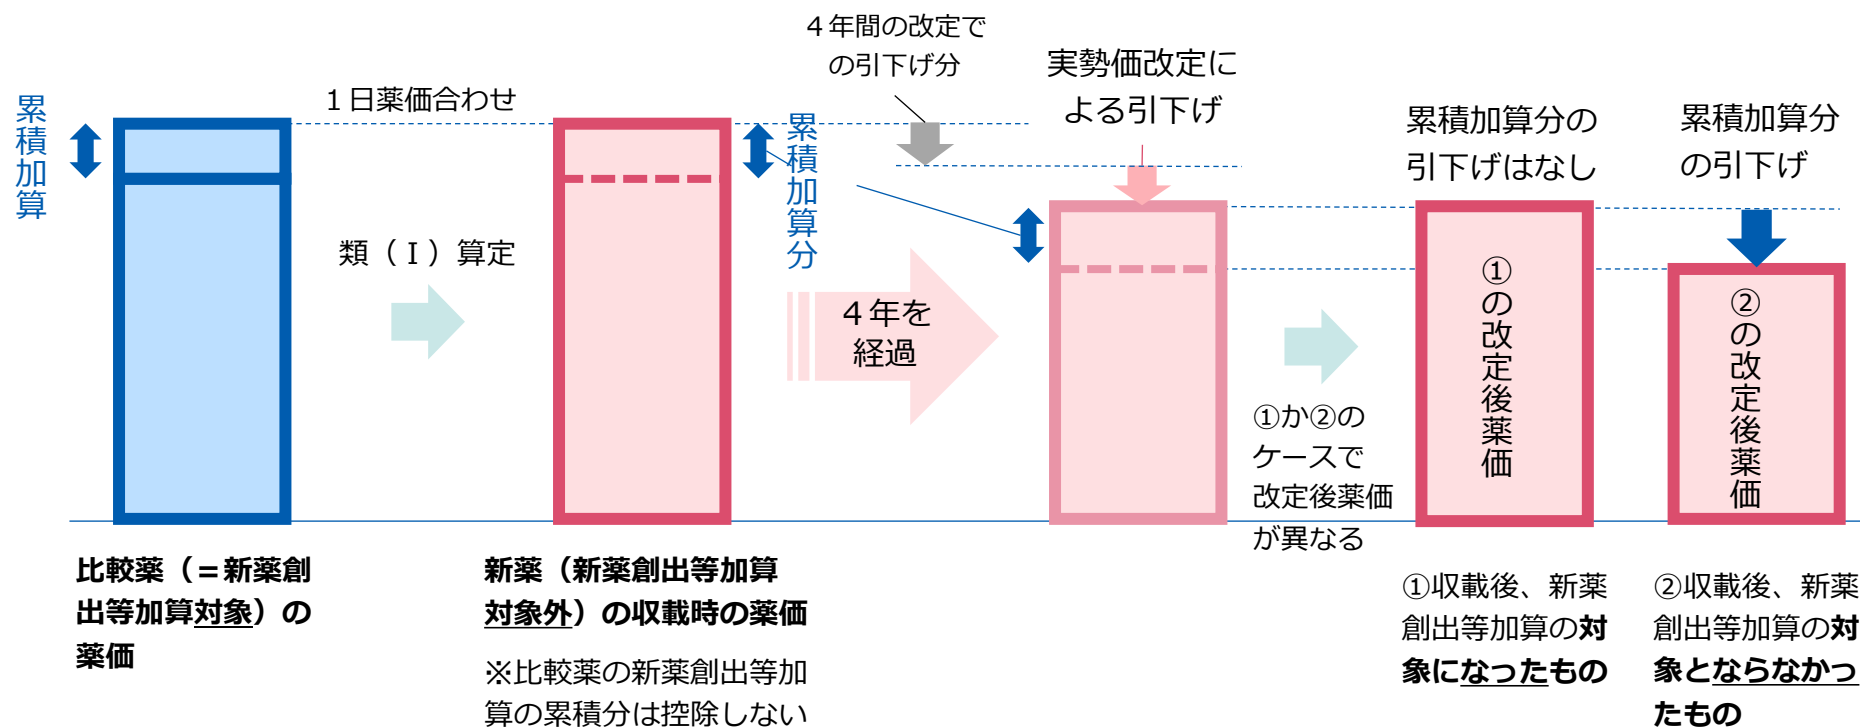 累積加算
１日薬価合わせ
類（Ⅰ）算定
累積加算分
４年間の改定で
の引下げ分
実勢価改定に
よる引下げ
４年を
経過
累積加算分の
引下げはなし
累積加算分
の引下げ
①の改定後薬価
②の改定後薬価
①か②の
ケースで
改定後薬価
が異なる
比較薬（＝新薬創
出等加算対象）の
薬価
新薬（新薬創出等加算
対象外）の収載時の薬価
※比較薬の新薬創出等加
算の累積分は控除しない
①収載後、新薬
創出等加算の対
象になったもの
②収載後、新薬
創出等加算の対
象とならなかっ
たもの